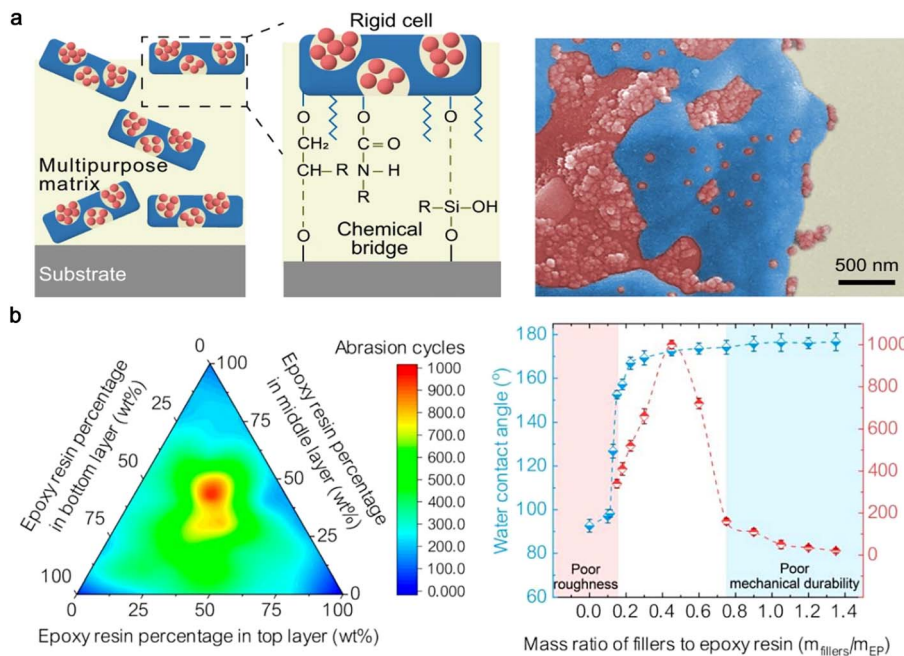 a
Rigid cell
Multipurpose
matrix
Substrate
O
CH₂
CH—R
O
O
C=O
N—H
R
O
R—Si—OH
O
Chemical
bridge
500 nm
b
Abrasion cycles
0
100
25
75
50
50
75
25
100
0
0
25
50
75
100
Epoxy resin percentage
in bottom layer (wt%)
Epoxy resin percentage
in middle layer (wt%)
Epoxy resin percentage in top layer (wt%)
1000
900.0
800.0
700.0
600.0
500.0
400.0
300.0
200.0
100.0
0.000
Water contact angle (°)
180
160
140
120
100
80
60
1000
800
600
400
200
0
Poor
roughness
Poor
mechanical durability
0.0 0.2 0.4 0.6 0.8 1.0 1.2 1.4
Mass ratio of fillers to epoxy resin (m_fillers/m_EP)